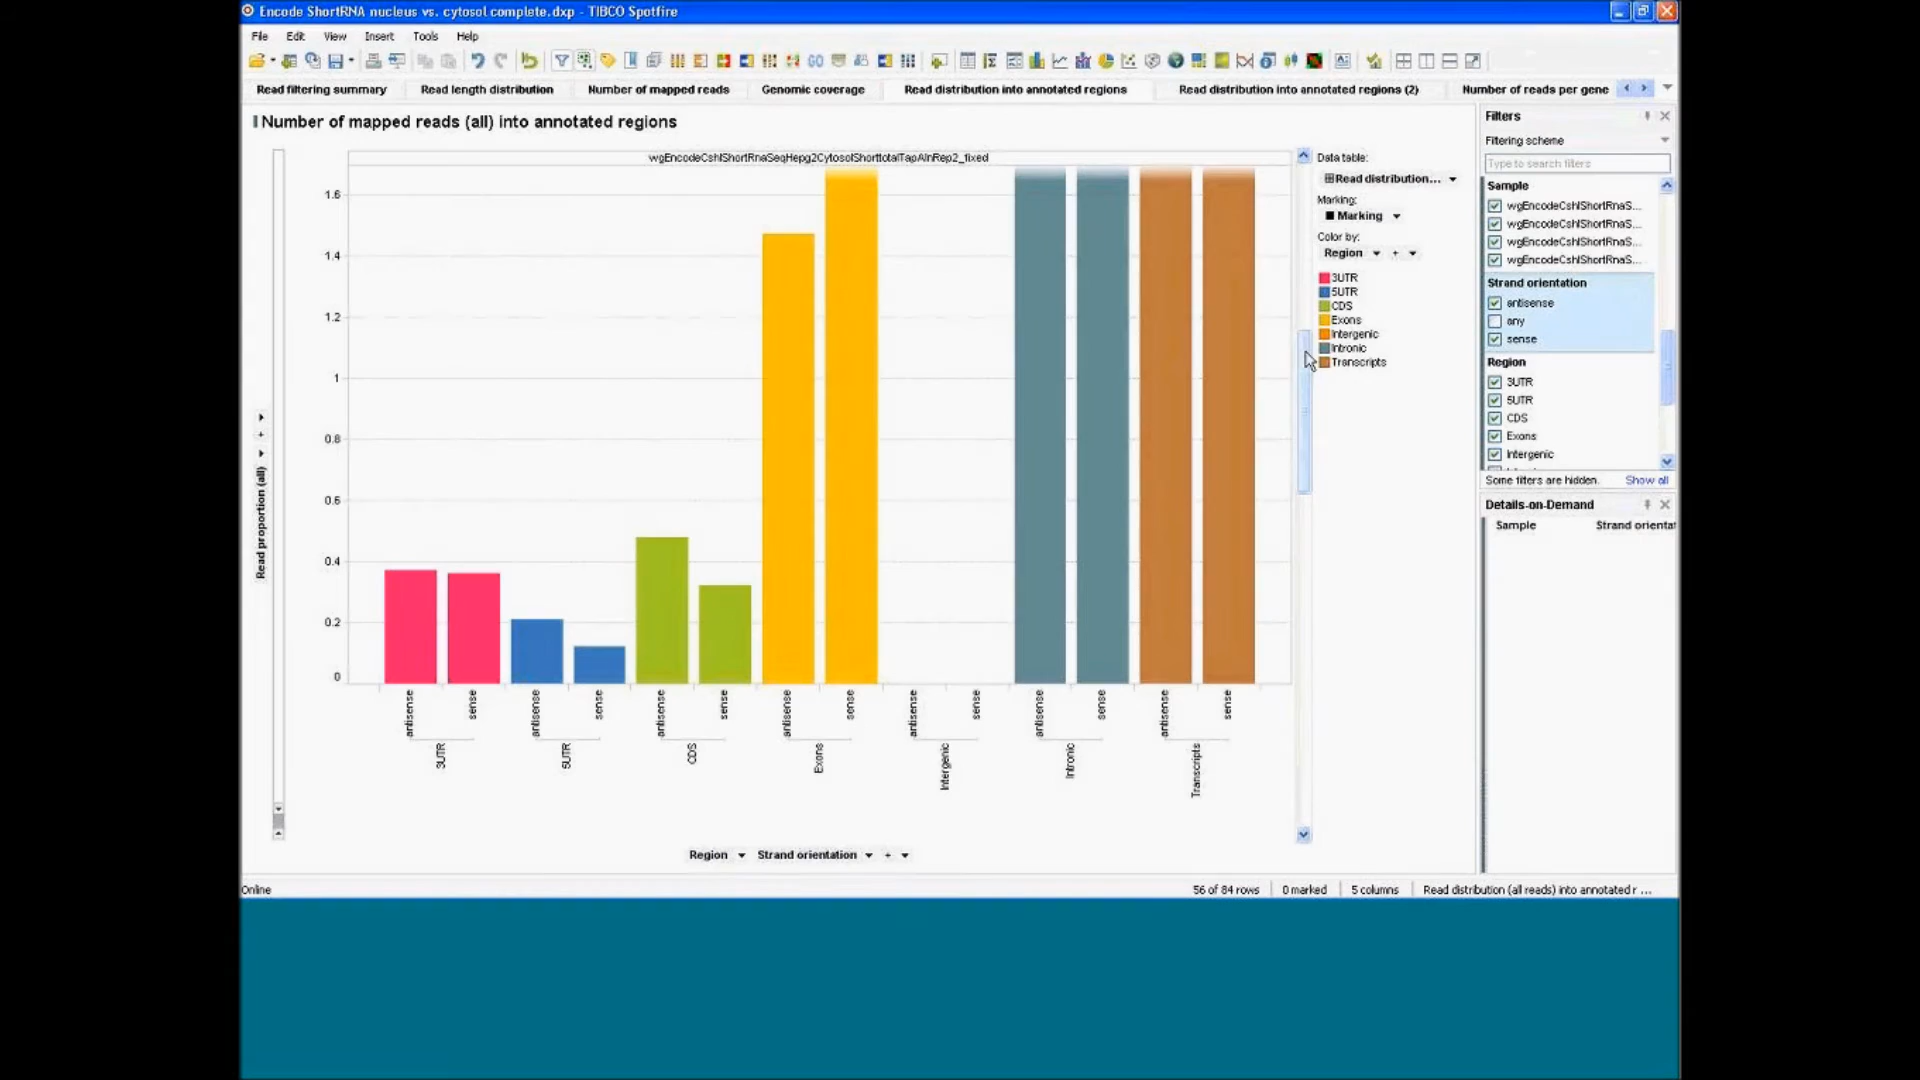 Encode ShortRNA nucleus vs. cytosol complete.dxp - TIBCO Spotfire
File Edit View Insert Tools Help
Read filtering summary Read length distribution Number of mapped reads Genomic coverage Read distribution into annotated regions Read distribution into annotated regions (2) Number of reads per gene
Number of mapped reads (all) into annotated regions
wgEncodeCshlShortRnaSeqHepg2CytosolShorttotalTapAlnRep2_fixed
1.6
1.4
1.2
1
0.8
0.6
0.4
0.2
0
Read proportion (all)
antisense sense antisense sense antisense sense antisense sense antisense sense antisense sense antisense sense
3UTR 5UTR CDS Exons Intergenic Intronic Transcripts
Region Strand orientation +
Data table:
Read distribution...
Marking:
Marking
Color by:
Region +
3UTR
5UTR
CDS
Exons
Intergenic
Intronic
Transcripts
Filters
Filtering scheme
Type to search filters
Sample
wgEncodeCshlShortRnaS...
wgEncodeCshlShortRnaS...
wgEncodeCshlShortRnaS...
wgEncodeCshlShortRnaS...
Strand orientation
antisense
any
sense
Region
3UTR
5UTR
CDS
Exons
Intergenic
Some filters are hidden. Show all
Details-on-Demand
Sample Strand orientat
Online 56 of 84 rows 0 marked 5 columns Read distribution (all reads) into annotated r ...